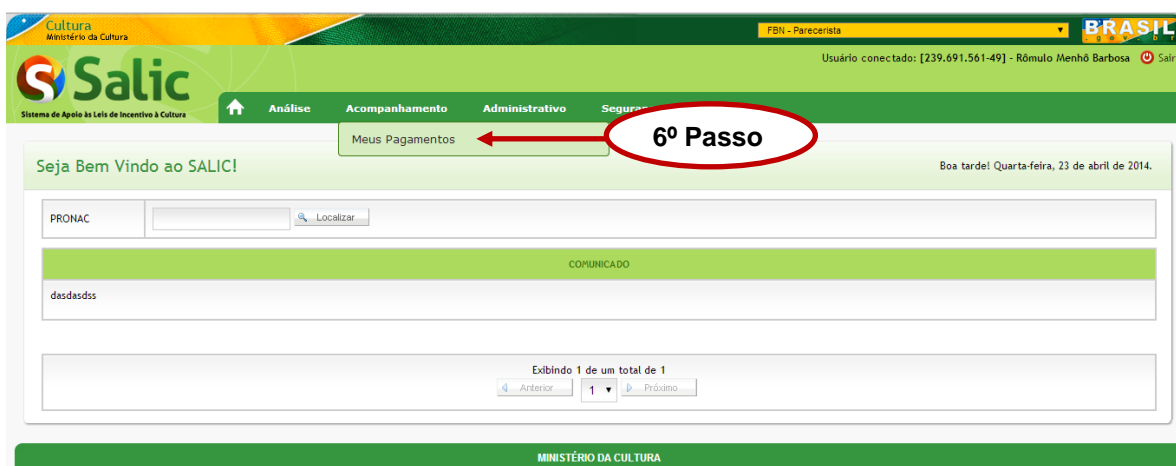 Cultura
Ministério da Cultura
FBN - Parecerista
BRASIL
.gov.br
Usuário conectado: [239.691.561-49] - Rômulo Menhô Barbosa Sair
Salic
Sistema de Apoio às Leis de Incentivo à Cultura
Análise Acompanhamento Administrativo Seguran
Meus Pagamentos
6º Passo
Seja Bem Vindo ao SALIC!
Boa tarde! Quarta-feira, 23 de abril de 2014.
PRONAC Localizar
COMUNICADO
dasdasdss
Exibindo 1 de um total de 1
Anterior 1 Próximo
MINISTÉRIO DA CULTURA